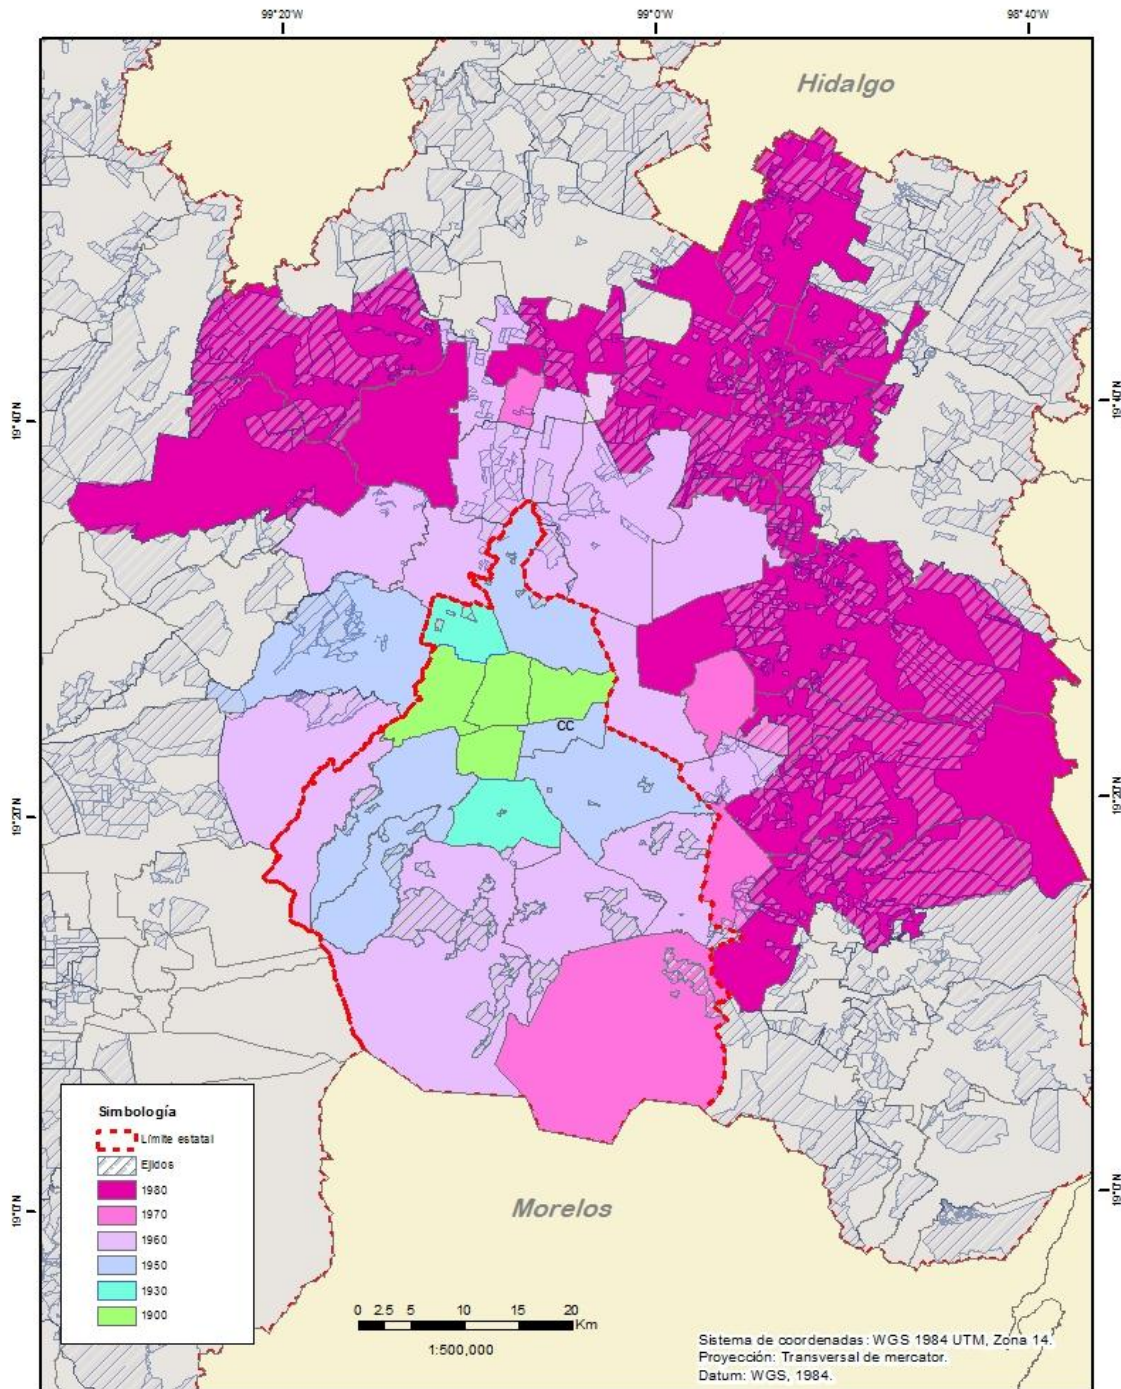 99°20'W 99°0'W 98°40'W
Hidalgo
19°40'N 19°40'N
CC
19°20'N 19°20'N
Simbología
Límite estatal
Ejidos
1980
1970
1960
1950
1930
1900
Morelos
19°0'N 19°0'N
0 2.5 5 10 15 20
Km
1:500,000
Sistema de coordenadas: WGS 1984 UTM, Zona 14.
Proyección: Transversal de mercator.
Datum: WGS, 1984.